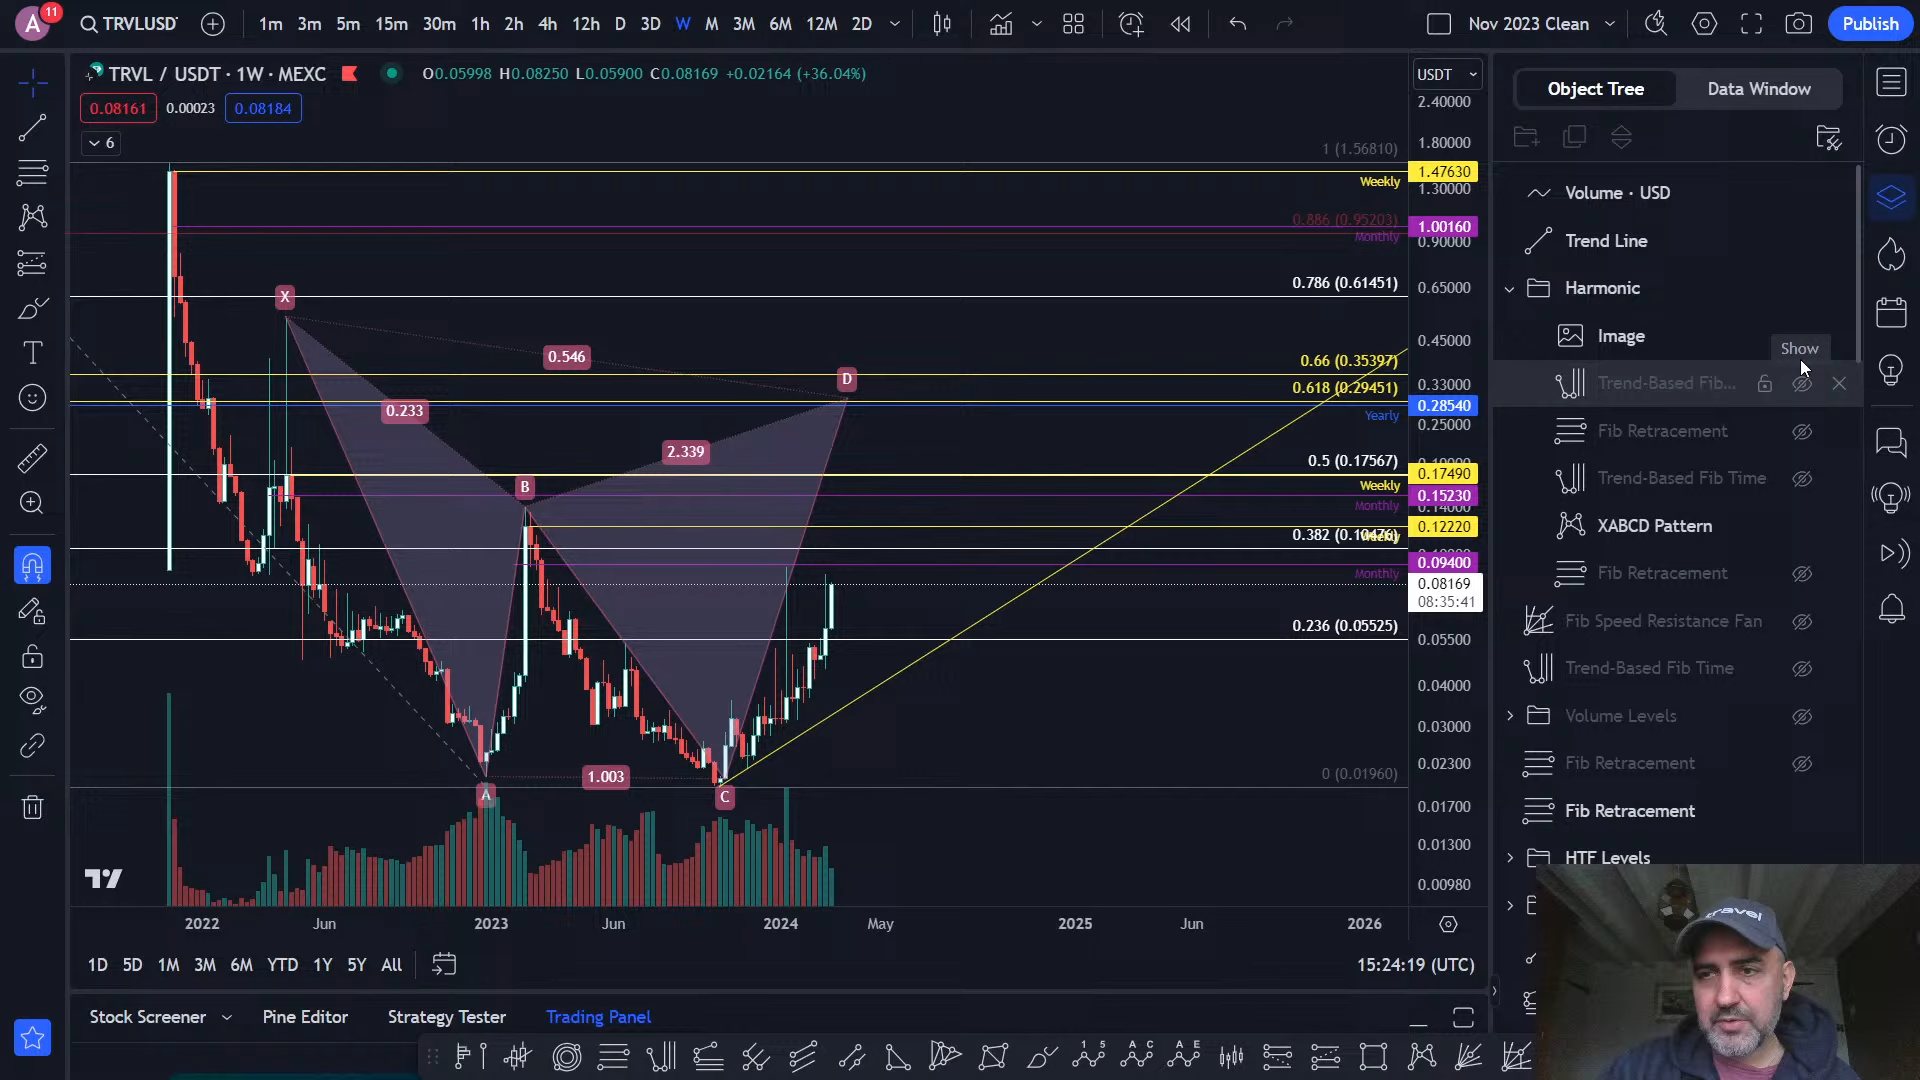 A
11
TRVLUSD
1m 3m 5m 15m 30m 1h 2h 4h 12h D 3D W M 3M 6M 12M 2D
Nov 2023 Clean
Publish
TRVL / USDT · 1W · MEXC
O0.05998 H0.08250 L0.05900 C0.08169 +0.02164 (+36.04%)
0.08161
0.00023
0.08184
6
USDT
2.40000
1.80000
1.47630
1.30000
1.00160
0.90000
0.65000
0.45000
0.33000
0.28540
0.25000
0.17490
0.15230
0.14000
0.12220
0.09400
0.08169
08:35:41
0.05500
0.04000
0.03000
0.02300
0.01700
0.01300
0.00980
1 (1.56810)
Weekly
0.886 (0.95203)
Monthly
0.786 (0.61451)
0.66 (0.35397)
0.618 (0.29451)
Yearly
0.5 (0.17567)
Weekly
Monthly
0.382 (0.10476)
Weekly
Monthly
0.236 (0.05525)
0 (0.01960)
X
0.546
D
0.233
2.339
B
1.003
A
C
2022 Jun 2023 Jun 2024 May 2025 Jun 2026
1D 5D 1M 3M 6M YTD 1Y 5Y All
15:24:19 (UTC)
Stock Screener
Pine Editor
Strategy Tester
Trading Panel
Object Tree
Data Window
Volume · USD
Trend Line
Harmonic
Image
Show
Trend-Based Fib...
Fib Retracement
Trend-Based Fib Time
XABCD Pattern
Fib Retracement
Fib Speed Resistance Fan
Trend-Based Fib Time
Volume Levels
Fib Retracement
Fib Retracement
HTF Levels
travel